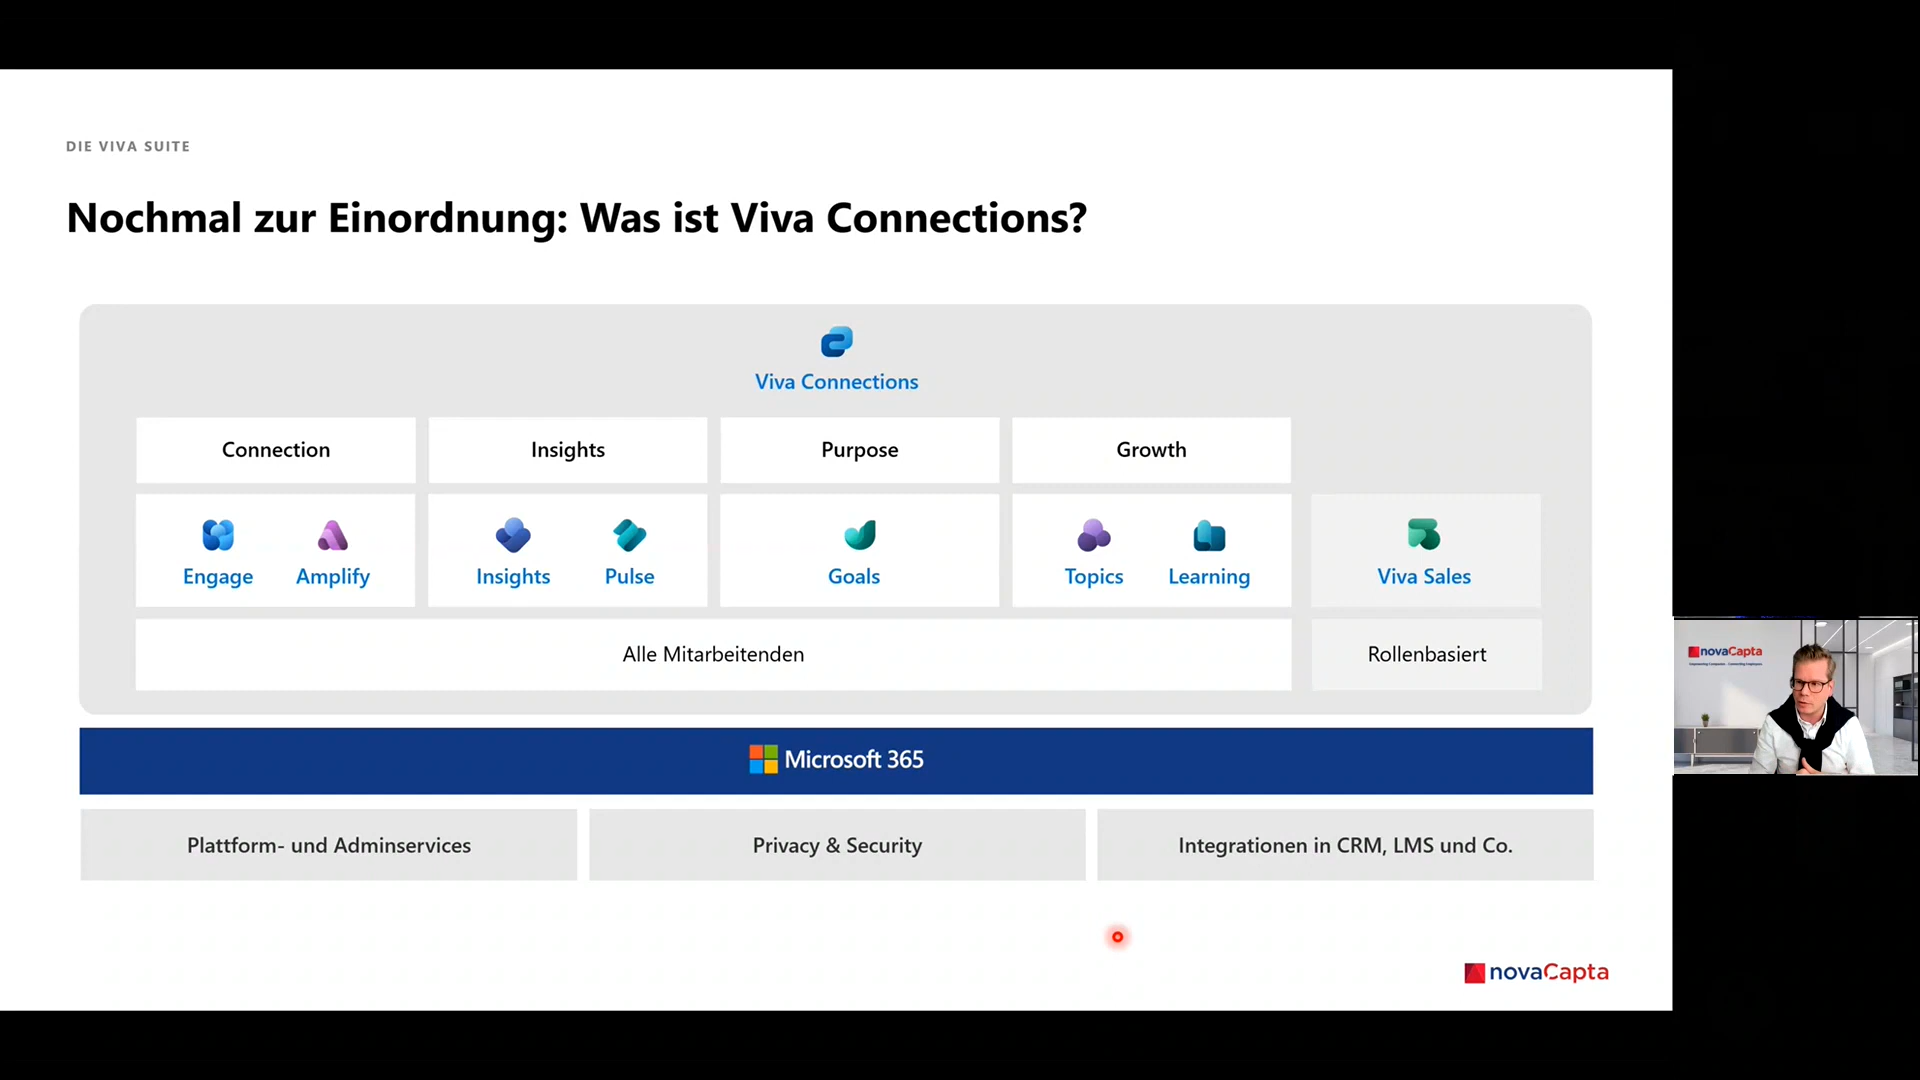 DIE VIVA SUITE
Nochmal zur Einordnung: Was ist Viva Connections?
Viva Connections
Connection
Insights
Purpose
Growth
Engage
Amplify
Insights
Pulse
Goals
Topics
Learning
Viva Sales
Alle Mitarbeitenden
Rollenbasiert
Microsoft 365
Plattform- und Adminservices
Privacy & Security
Integrationen in CRM, LMS und Co.
novaCapta
novaCapta